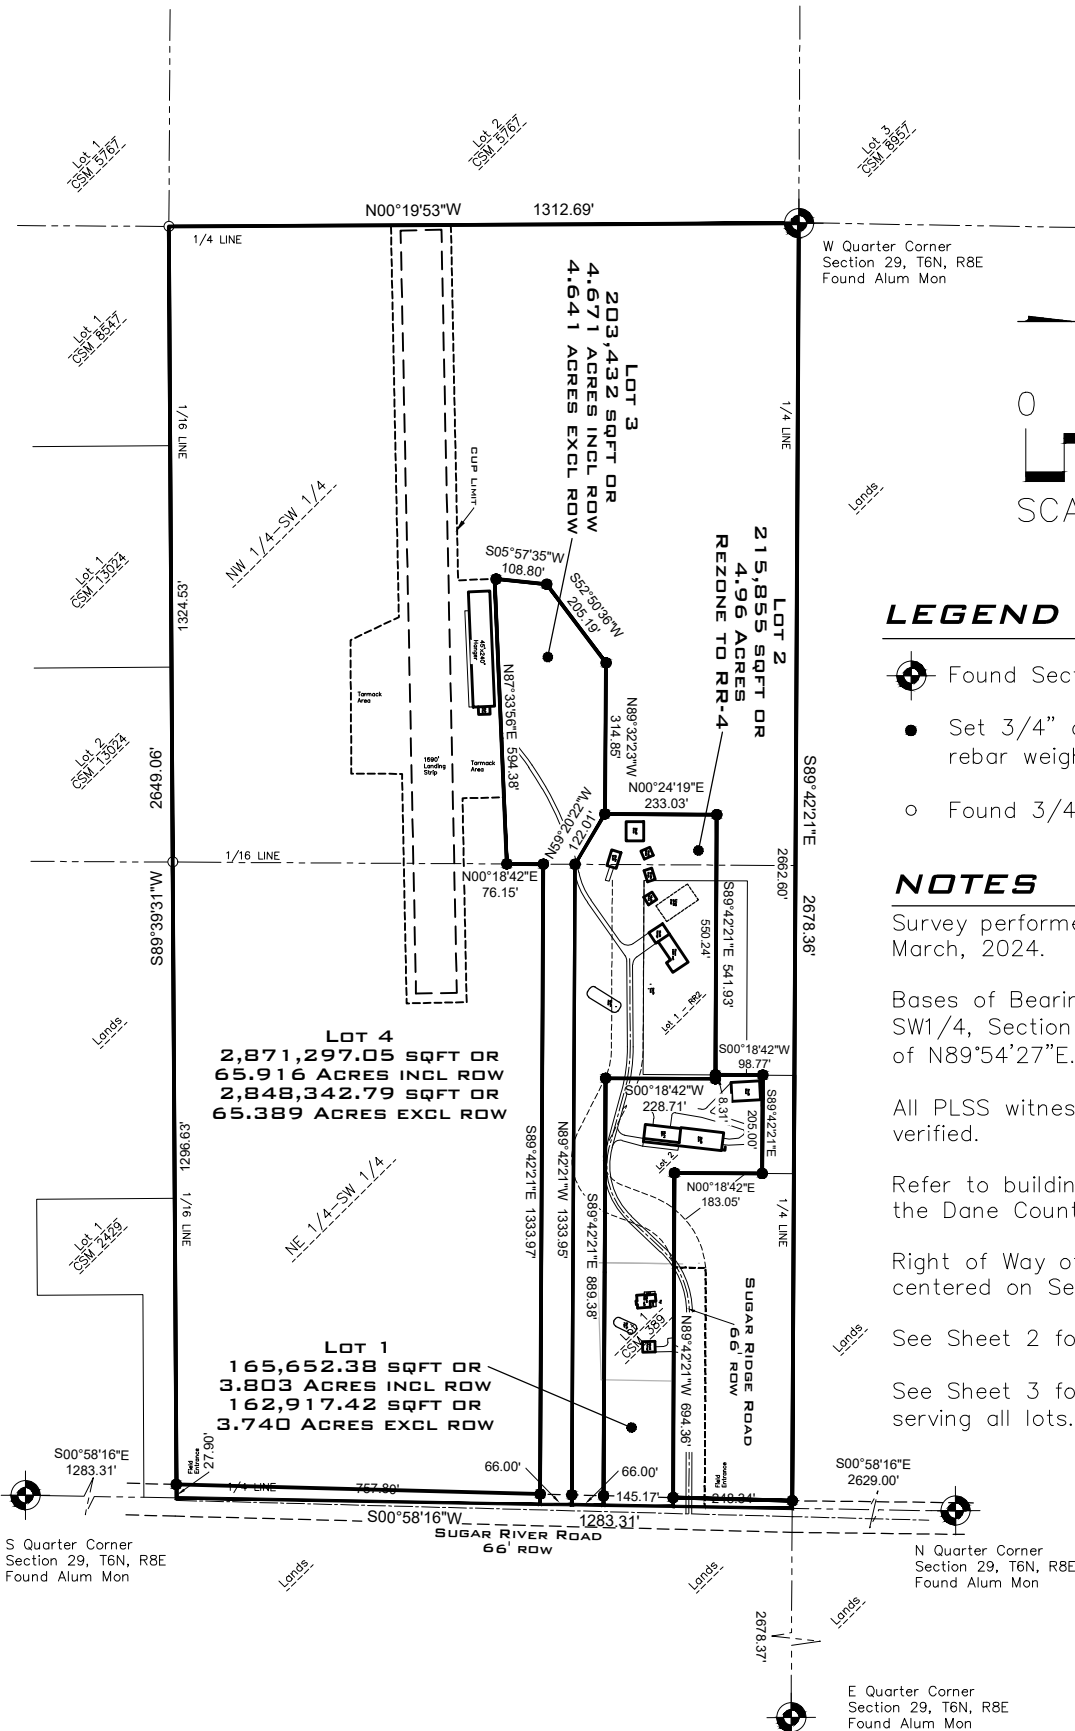 Lot 1
CSM 5767
Lot 2
CSM 5767
Lot 3
CSM 8957
N00°19'53"W
1312.69'
1/4 LINE
W Quarter Corner
Section 29, T6N, R8E
Found Alum Mon
Lot 1
CSM 8547
1/16 LINE
1/4 LINE
LOT 3
203,432 SQFT OR
4.671 ACRES INCL ROW
4.641 ACRES EXCL ROW
CUP LIMIT
NW 1/4-SW 1/4
Lands
0
SCA
LOT 2
215,855 SQFT OR
4.96 ACRES
REZONE TO RR-4
Lot 1
CSM 13024
1324.53'
S05°57'35"W
108.80'
S52°50'36"W
205.19'
LEGEND
Found Sec
Set 3/4"
rebar weigh
Found 3/4
45'x240'
Hanger
Tarmack
Area
N87°33'56"E 594.38'
N89°32'23"W
314.85'
Lot 2
CSM 13024
2649.06'
1590'
Landing
Strip
Tarmack
Area
N00°24'19"E
233.03'
S89°42'21"E
N59°20'22"W
122.01'
1/16 LINE
N00°18'42"E
76.15'
2662.60'
2678.36'
S89°39'31"W
S89°42'21"E 541.93'
550.24'
NOTES
Survey performe
March, 2024.
Bases of Bearin
SW1/4, Section
of N89°54'27"E.
All PLSS witnes
verified.
Refer to buildin
the Dane Count
Right of Way o
centered on Se
See Sheet 2 fo
See Sheet 3 fo
serving all lots.
Lands
Lot 1 - RR2
LOT 4
2,871,297.05 SQFT OR
65.916 ACRES INCL ROW
2,848,342.79 SQFT OR
65.389 ACRES EXCL ROW
S00°18'42"W
98.77'
S00°18'42"W
228.71'
8.31'
205.00'
S89°42'21"E
Lot 2
N00°18'42"E
183.05'
1296.63'
1/16 LINE
NE 1/4-SW 1/4
S89°42'21"E 1333.97'
N89°42'21"W 1333.95'
S89°42'21"E 889.38'
1/4 LINE
Lot 1
CSM 2429
Lot 1
CSM 389
N89°42'21"W 694.36'
SUGAR RIDGE ROAD
66' ROW
Lands
LOT 1
165,652.38 SQFT OR
3.803 ACRES INCL ROW
162,917.42 SQFT OR
3.740 ACRES EXCL ROW
S00°58'16"E
1283.31'
Field
Entrance
27.90'
1/4 LINE
757.80'
66.00'
66.00'
145.17'
Field
Entrance
248.34'
S00°58'16"E
2629.00'
S00°58'16"W
1283.31'
SUGAR RIVER ROAD
66' ROW
S Quarter Corner
Section 29, T6N, R8E
Found Alum Mon
N Quarter Corner
Section 29, T6N, R8E
Found Alum Mon
Lands
Lands
Lands
2678.37'
E Quarter Corner
Section 29, T6N, R8E
Found Alum Mon